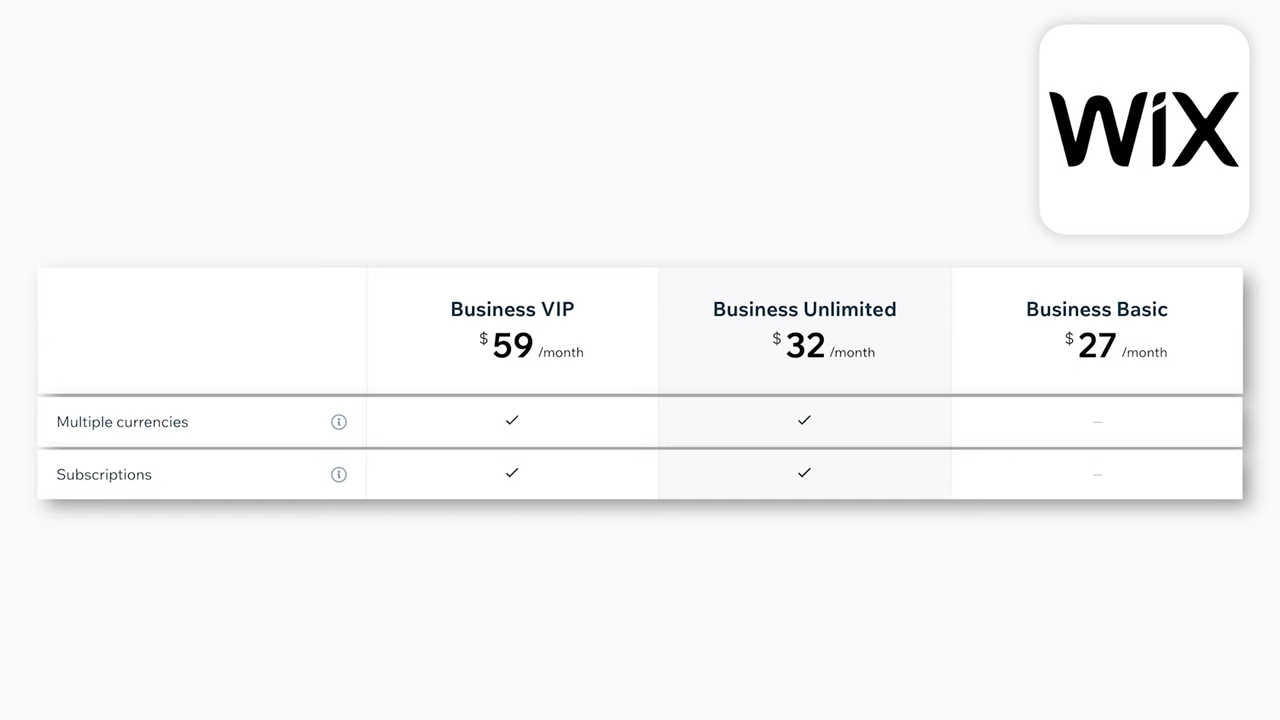 WiX
Business VIP Business Unlimited Business Basic
$ 59 /month $ 32 /month $ 27 /month
Multiple currencies i ✓ ✓ –
Subscriptions i ✓ ✓ –